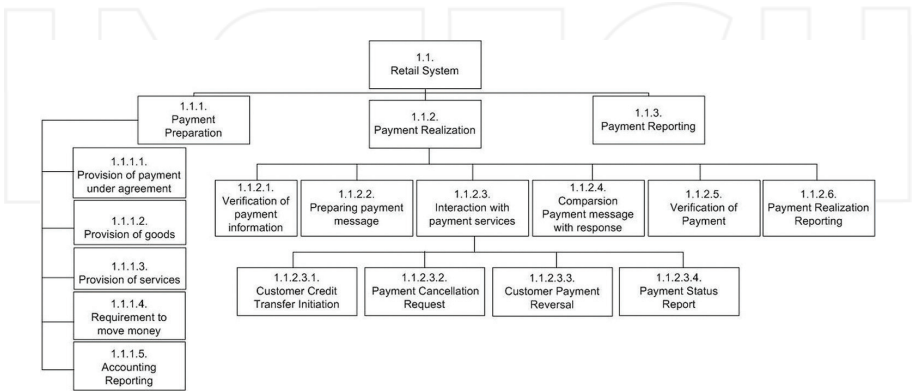 1.1.
Retail System
1.1.1.
Payment
Preparation
1.1.2.
Payment Realization
1.1.3.
Payment Reporting
1.1.1.1.
Provision of payment
under agreement
1.1.1.2.
Provision of goods
1.1.1.3.
Provision of services
1.1.1.4.
Requirement to
move money
1.1.1.5.
Accounting
Reporting
1.1.2.1.
Verification of
payment
information
1.1.2.2.
Preparing payment
message
1.1.2.3.
Interaction with
payment services
1.1.2.4.
Comparsion
Payment message
with response
1.1.2.5.
Verification of
Payment
1.1.2.6.
Payment Realization
Reporting
1.1.2.3.1.
Customer Credit
Transfer Initiation
1.1.2.3.2.
Payment Cancellation
Request
1.1.2.3.3.
Customer Payment
Reversal
1.1.2.3.4.
Payment Status
Report